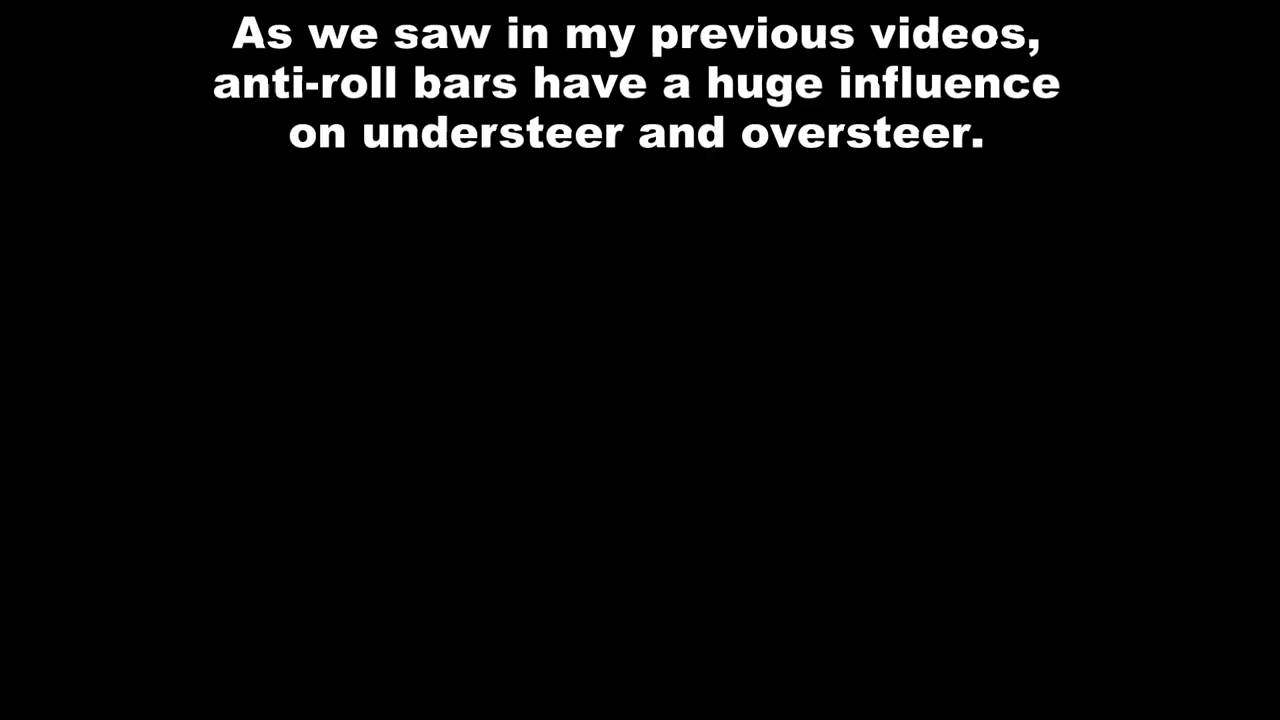 As we saw in my previous videos,
anti-roll bars have a huge influence
on understeer and oversteer.